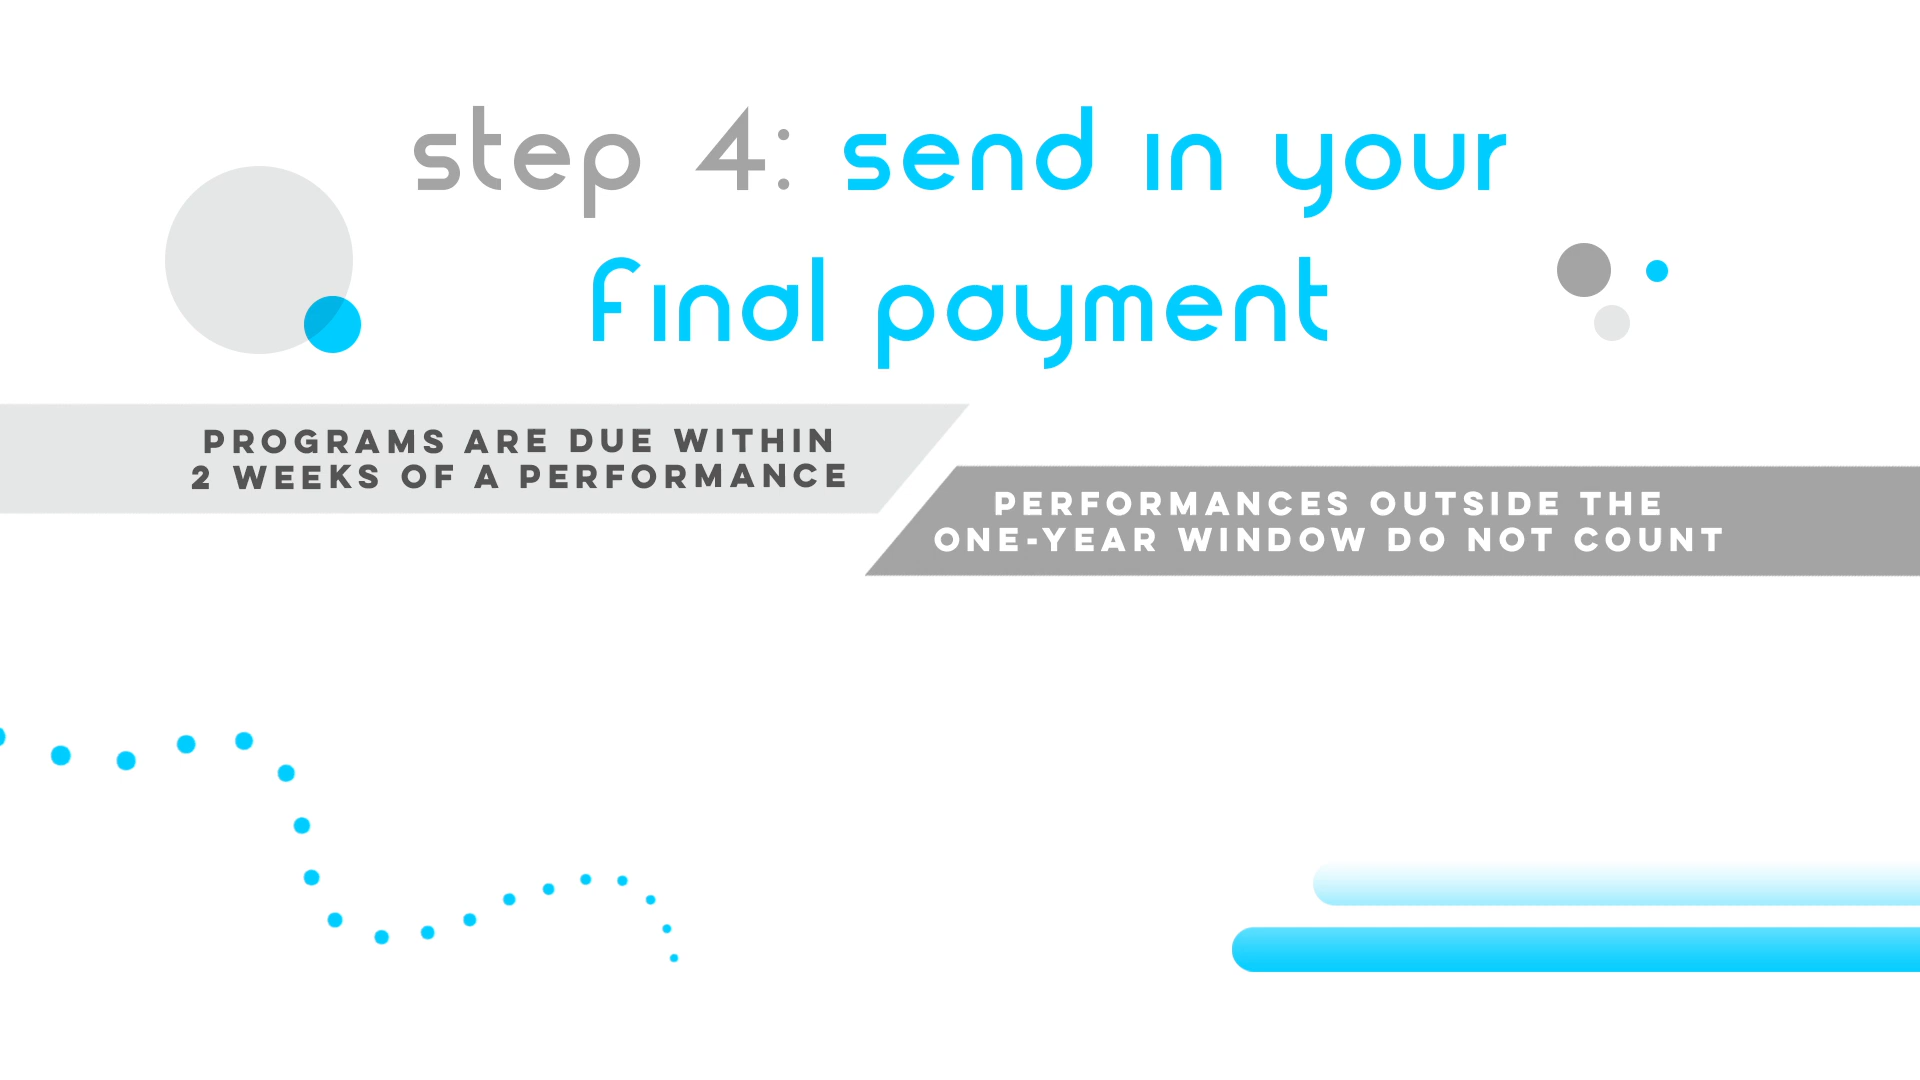 step 4: send in your
final payment
PROGRAMS ARE DUE WITHIN
2 WEEKS OF A PERFORMANCE
PERFORMANCES OUTSIDE THE
ONE-YEAR WINDOW DO NOT COUNT